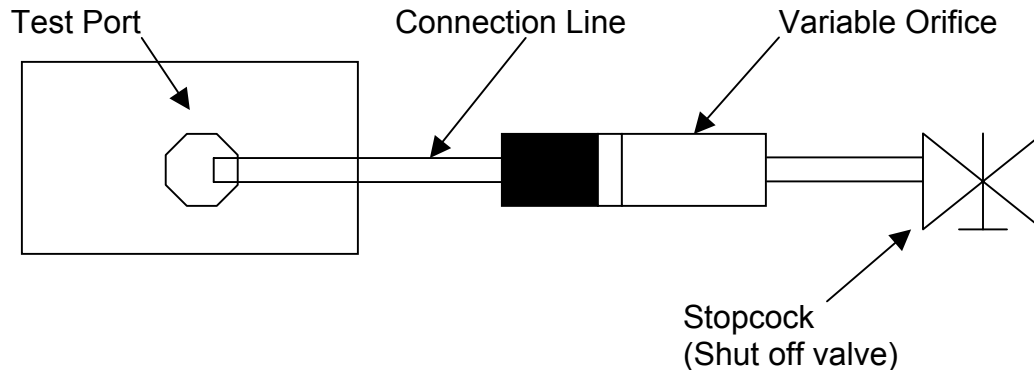 Test Port
Connection Line
Variable Orifice
Stopcock
(Shut off valve)